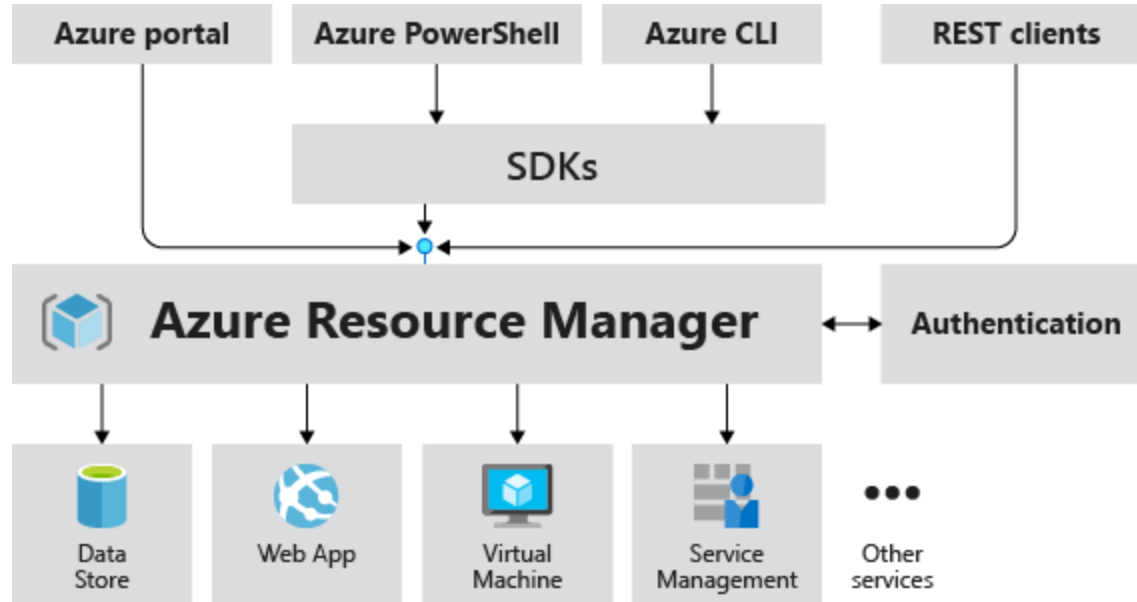 Azure portal
Azure PowerShell
Azure CLI
REST clients
SDKs
Azure Resource Manager
Authentication
Data
Store
Web App
Virtual
Machine
Service
Management
Other
services